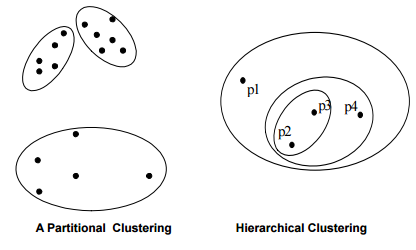 p1
p3
p4
p2
A Partitional Clustering
Hierarchical Clustering